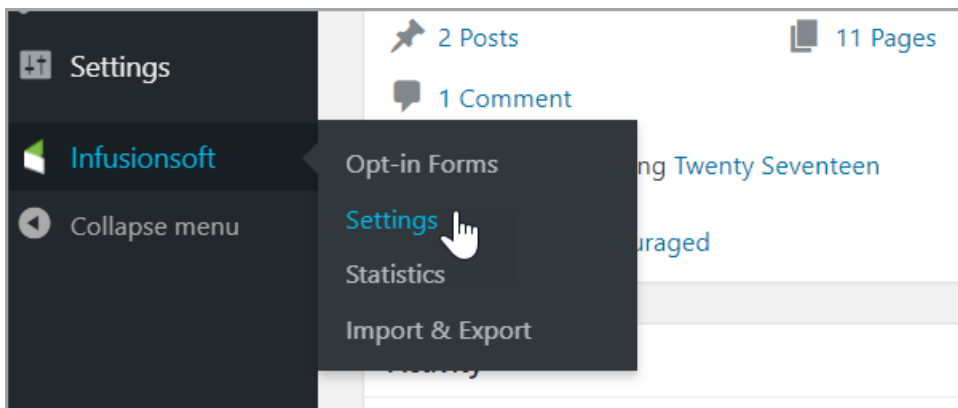 Settings
Infusionsoft
Collapse menu
Opt-in Forms
Settings
Statistics
Import & Export
2 Posts
11 Pages
1 Comment
ng Twenty Seventeen
uraged